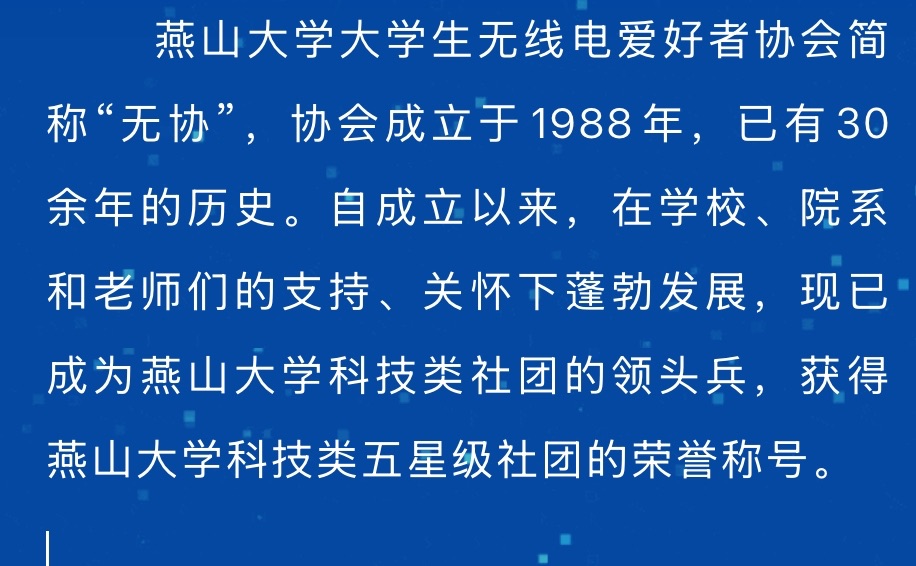 燕山大学大学生无线电爱好者协会简
称“无协”，协会成立于1988年，已有30
余年的历史。自成立以来，在学校、院系
和老师们的支持、关怀下蓬勃发展，现已
成为燕山大学科技类社团的领头兵，获得
燕山大学科技类五星级社团的荣誉称号。